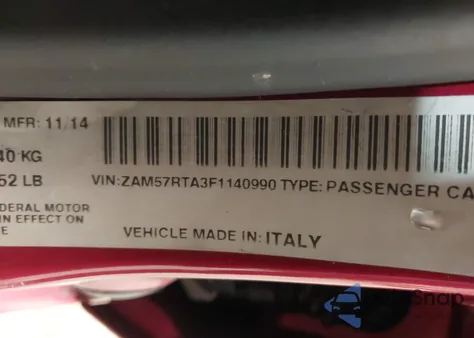 MFR: 11/14
40 KG
52 LB
VIN:ZAM57RTA3F1140990 TYPE: PASSENGER CA
DERAL MOTOR
IN EFFECT ON
E
VEHICLE MADE IN: ITALY